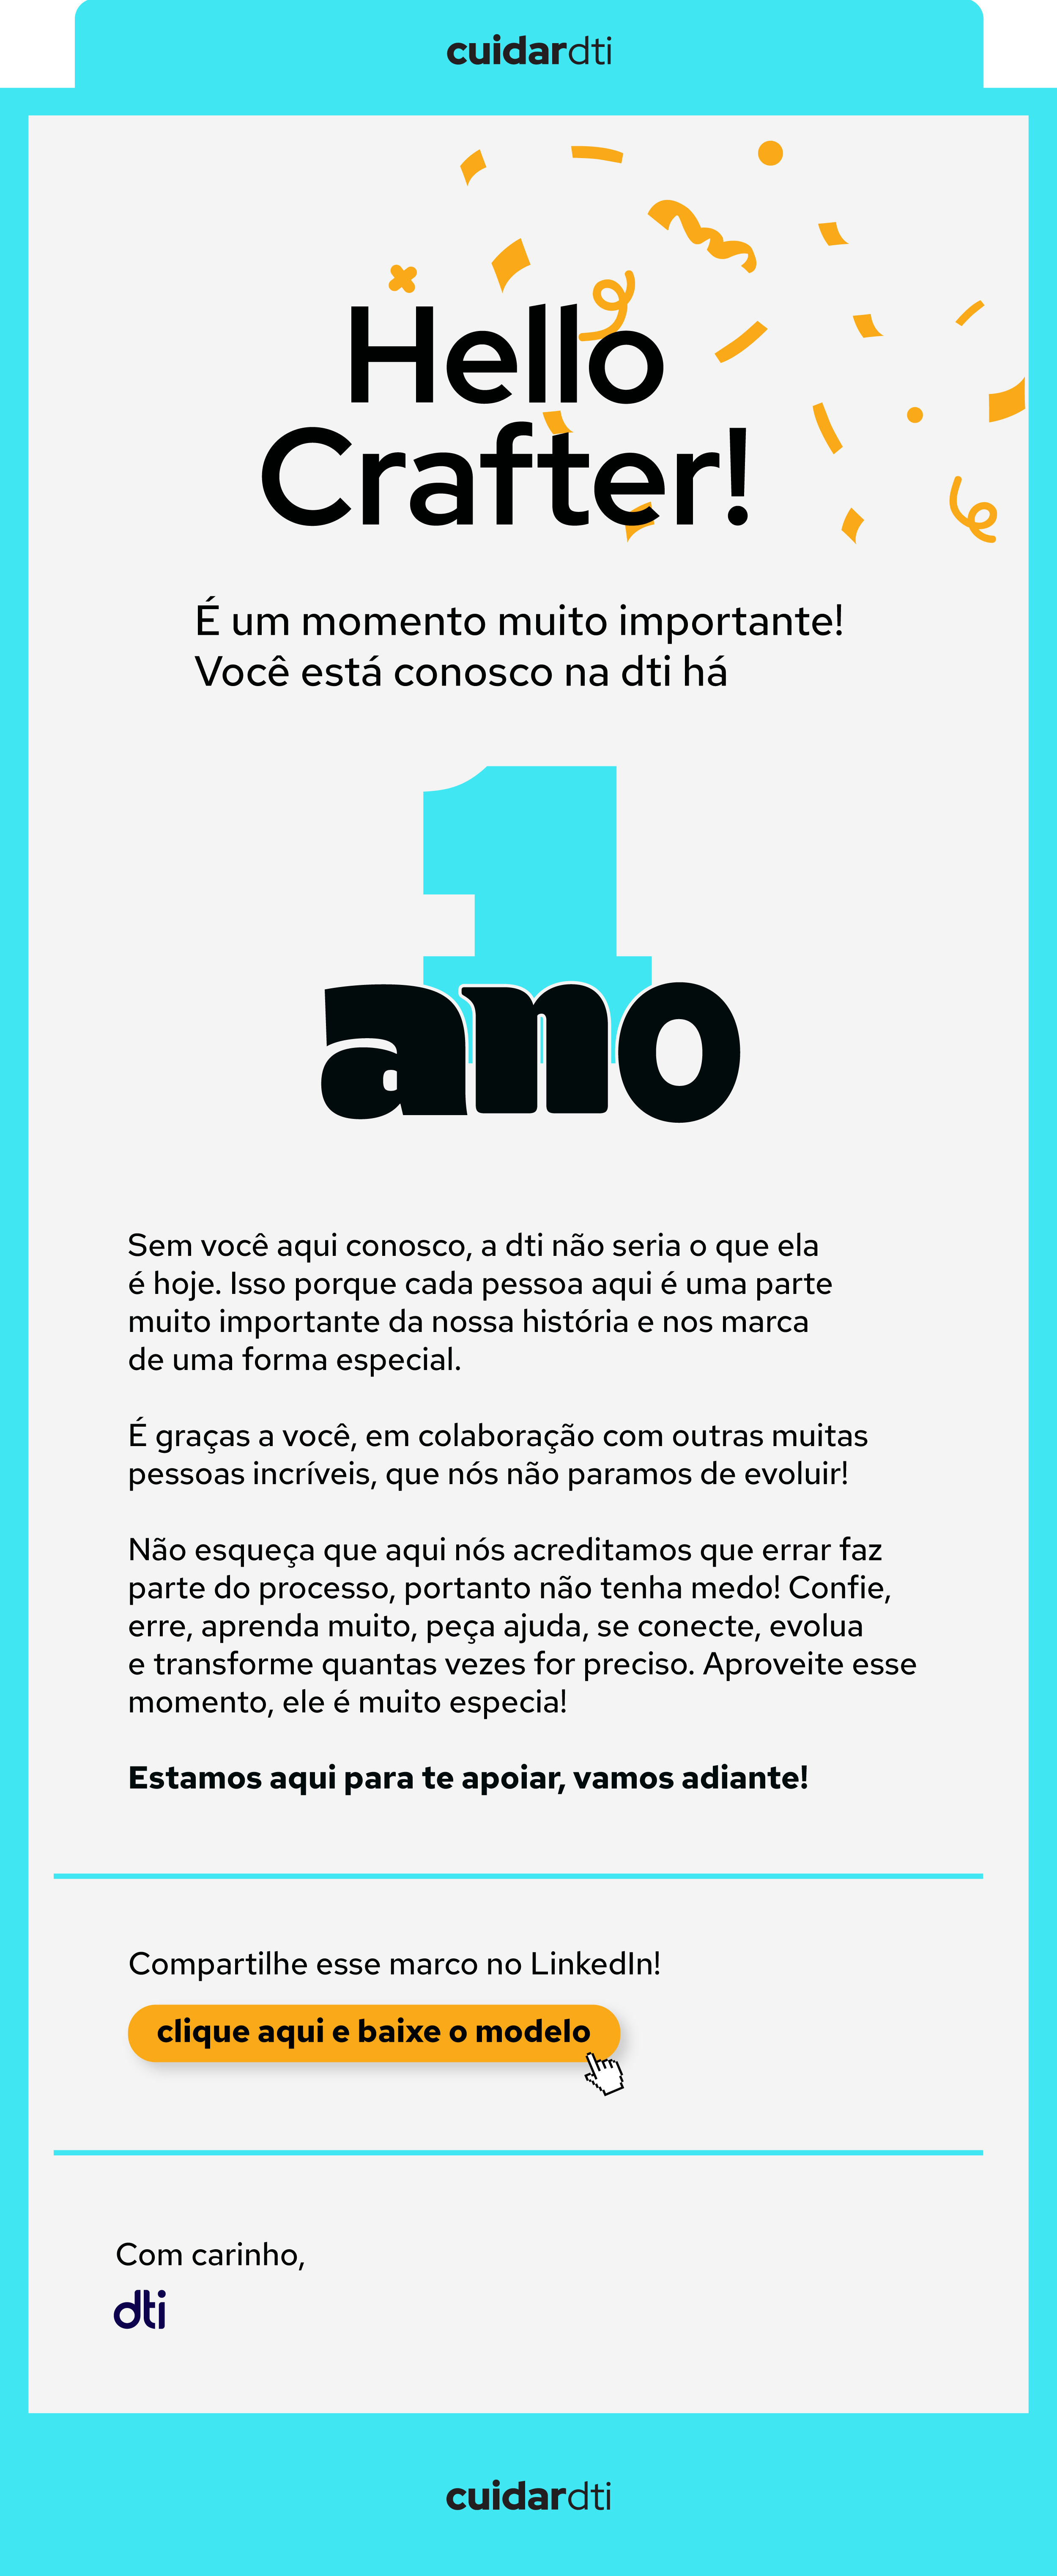 cuidardti
Hello
Crafter!
É um momento muito importante!
Você está conosco na dti há
1
ano
Sem você aqui conosco, a dti não seria o que ela
é hoje. Isso porque cada pessoa aqui é uma parte
muito importante da nossa história e nos marca
de uma forma especial.
É graças a você, em colaboração com outras muitas
pessoas incríveis, que nós não paramos de evoluir!
Não esqueça que aqui nós acreditamos que errar faz
parte do processo, portanto não tenha medo! Confie,
erre, aprenda muito, peça ajuda, se conecte, evolua
e transforme quantas vezes for preciso. Aproveite esse
momento, ele é muito especia!
Estamos aqui para te apoiar, vamos adiante!
Compartilhe esse marco no LinkedIn!
clique aqui e baixe o modelo
Com carinho,
dti
cuidardti